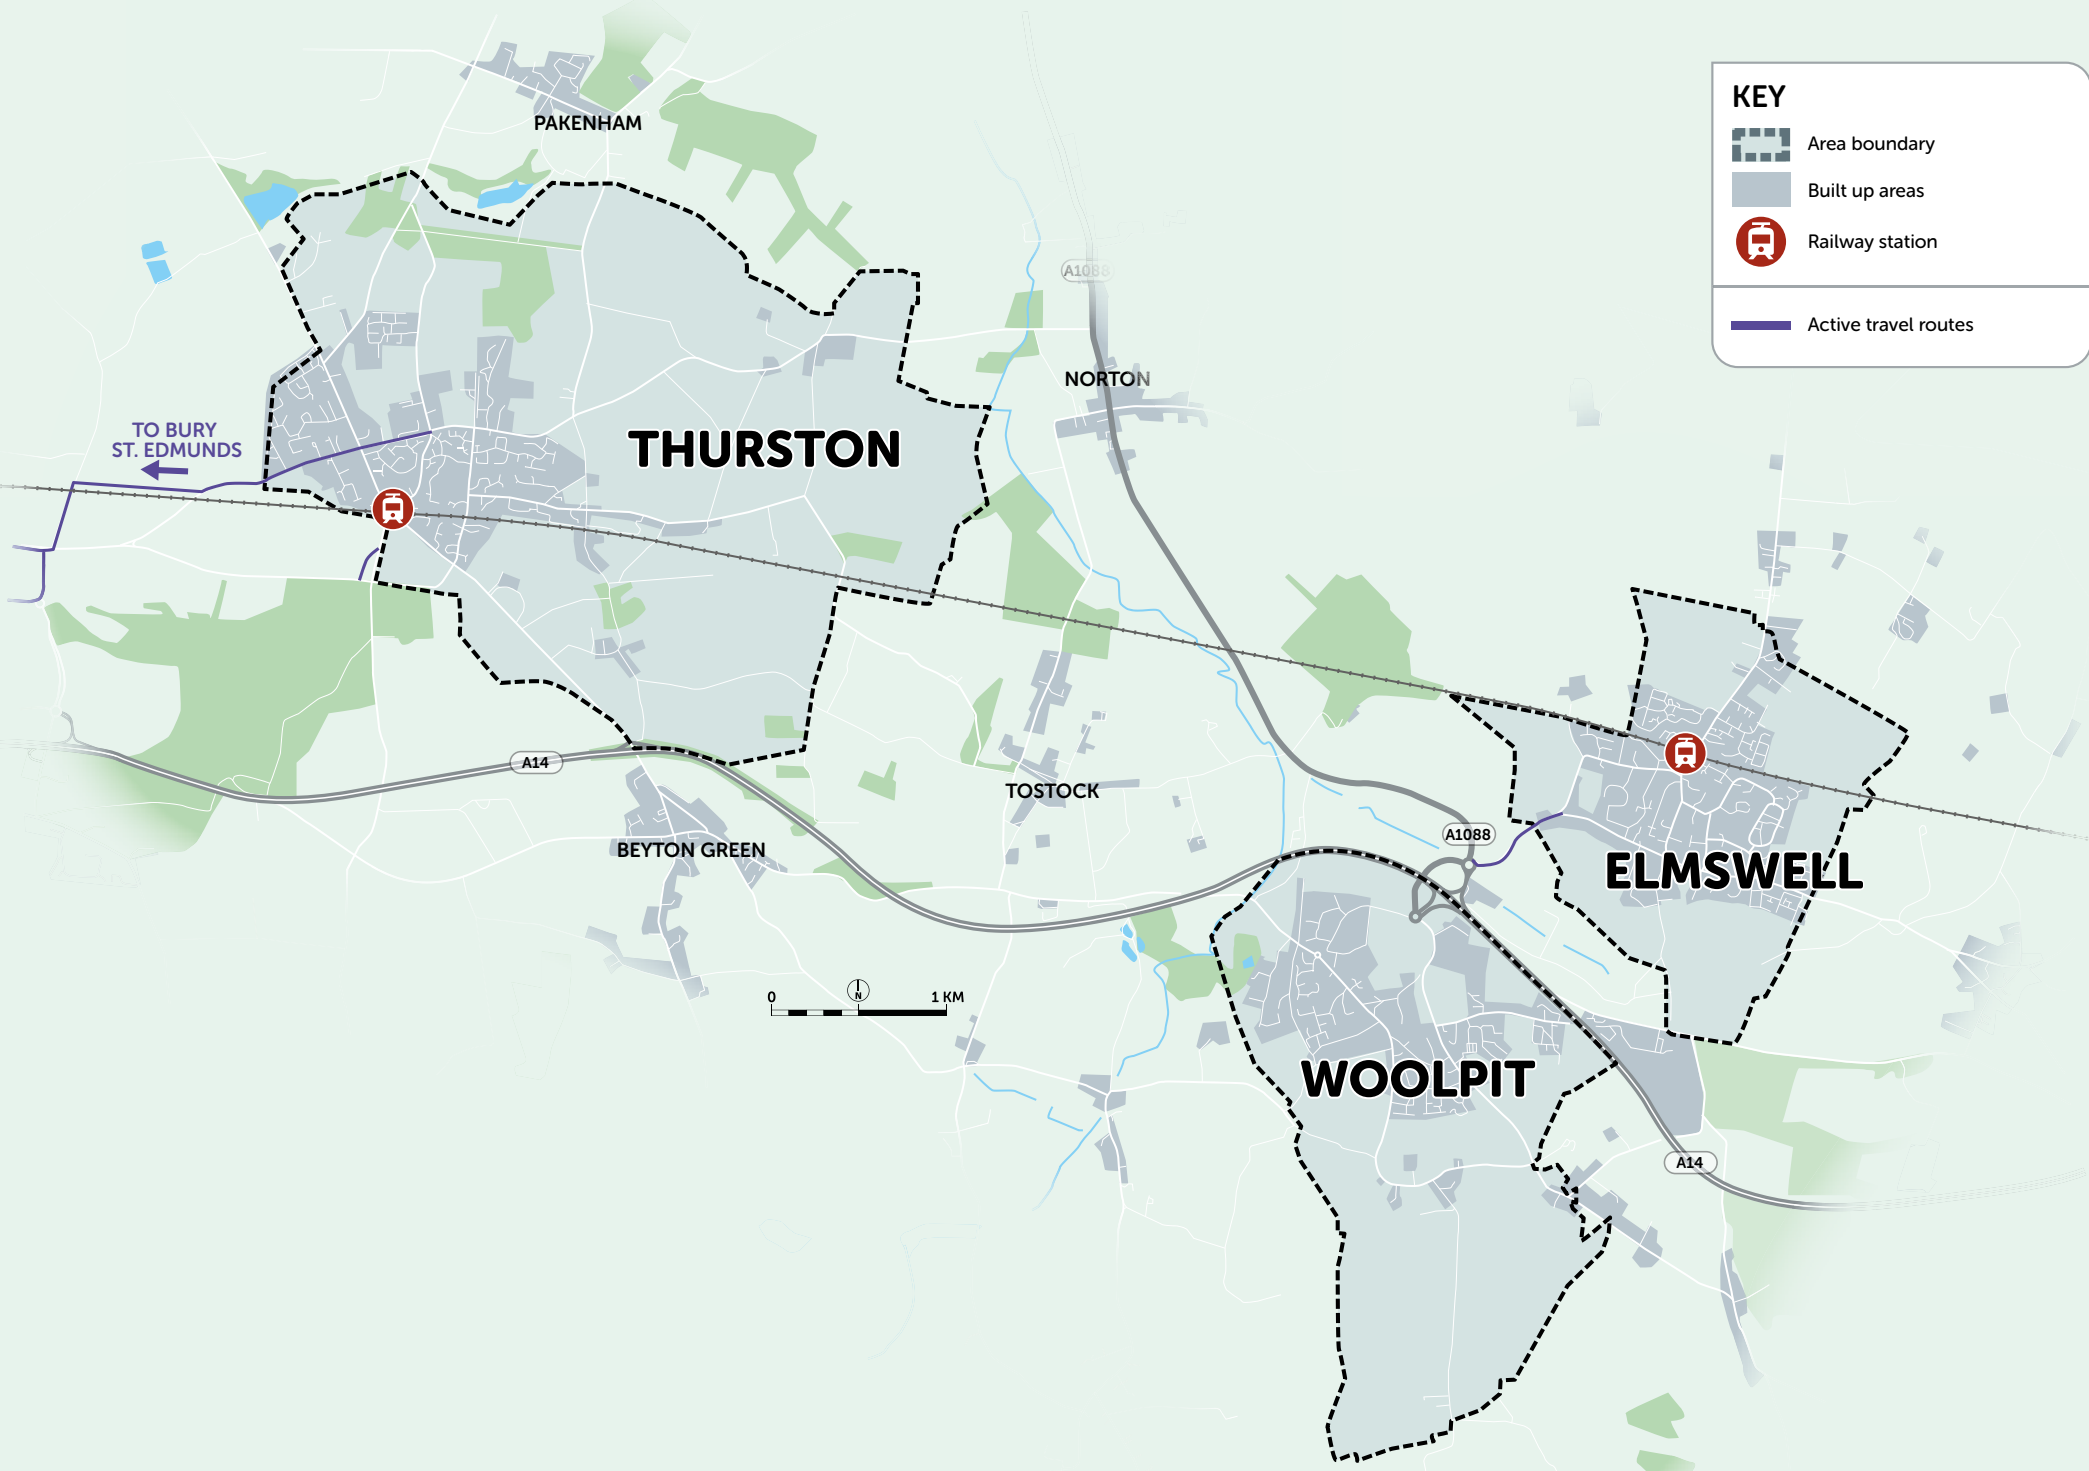 PAKENHAM
KEY
Area boundary
Built up areas
Railway station
Active travel routes
A1088
NORTON
TO BURY
ST. EDMUNDS
THURSTON
A14
TOSTOCK
BEYTON GREEN
A1088
ELMSWELL
0
N
1 KM
WOOLPIT
A14